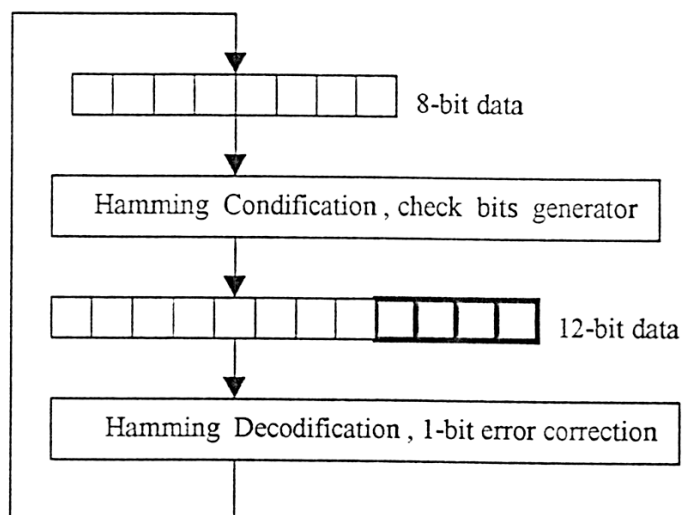 8-bit data
Hamming Condification, check bits generator
12-bit data
Hamming Decodification, 1-bit error correction